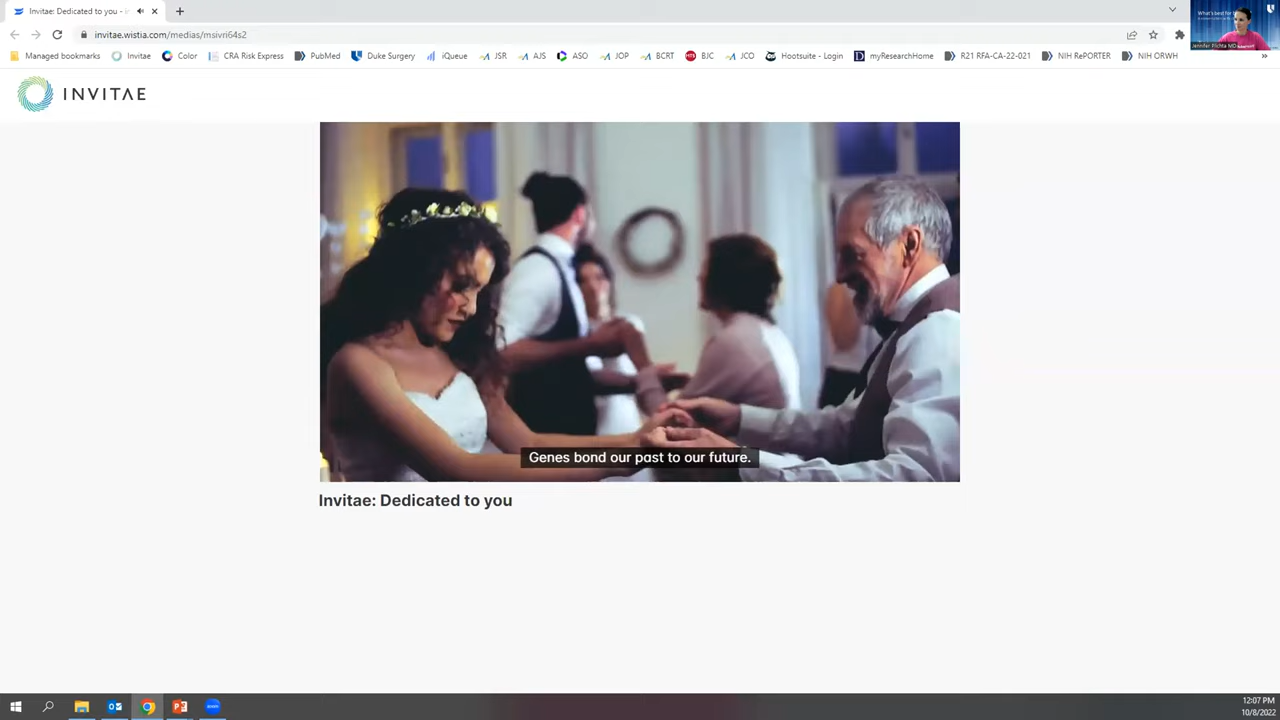 Invitae: Dedicated to you -
invitae.wistia.com/medias/msivri64s2
Managed bookmarks
Invitae
Color
CRA Risk Express
PubMed
Duke Surgery
iQueue
JSR
AJS
ASO
JOP
BCRT
BJC
JCO
Hootsuite - Login
myResearchHome
R21 RFA-CA-22-021
NIH RePORTER
NIH ORWH
What's best for
INVITAE
Genes bond our past to our future.
Invitae: Dedicated to you
12:07 PM
10/8/2022